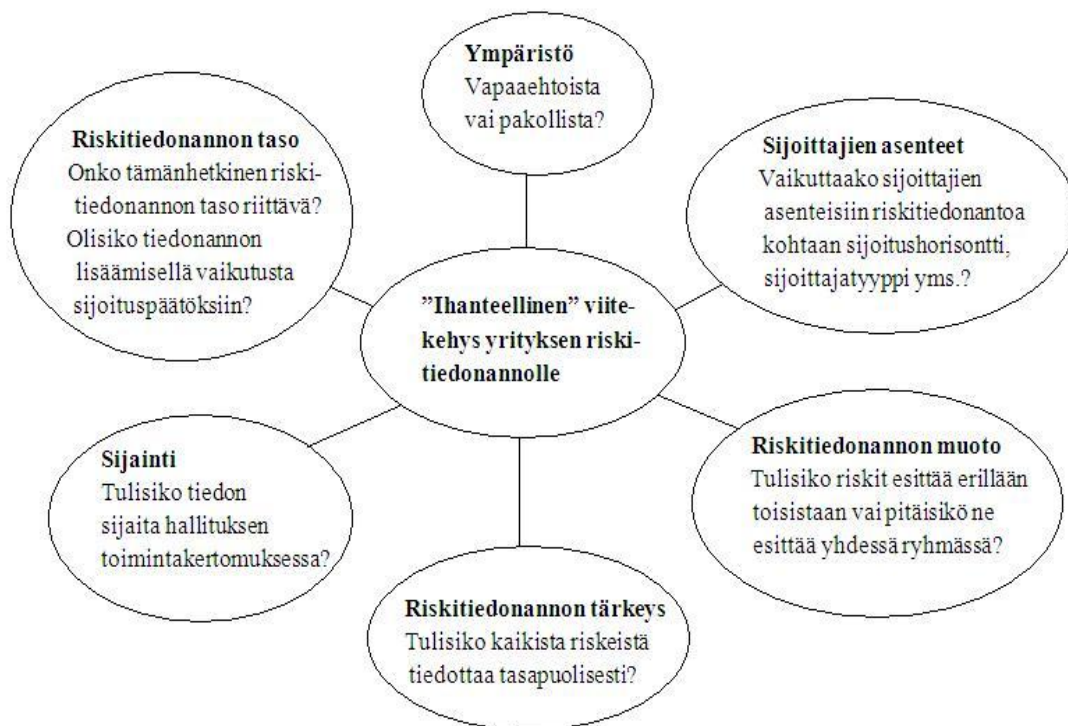 Ympäristö
Vapaaehtoista
vai pakollista?
Riskitiedonannon taso
Onko tämänhetkinen riski-
tiedonannon taso riittävä?
Olisiko tiedonannon
lisäämisellä vaikutusta
sijoituspäätöksiin?
Sijoittajien asenteet
Vaikuttaako sijoittajien
asenteisiin riskitiedonantoa
kohtaan sijoitushorisontti,
sijoittajatyyppi yms.?
”Ihanteellinen” viite-
kehys yrityksen riski-
tiedonannolle
Sijainti
Tulisiko tiedon
sijaita hallituksen
toimintakertomuksessa?
Riskitiedonannon muoto
Tulisiko riskit esittää erillään
toisistaan vai pitäisikö ne
esittää yhdessä ryhmässä?
Riskitiedonannon tärkeys
Tulisiko kaikista riskeistä
tiedottaa tasapuolisesti?